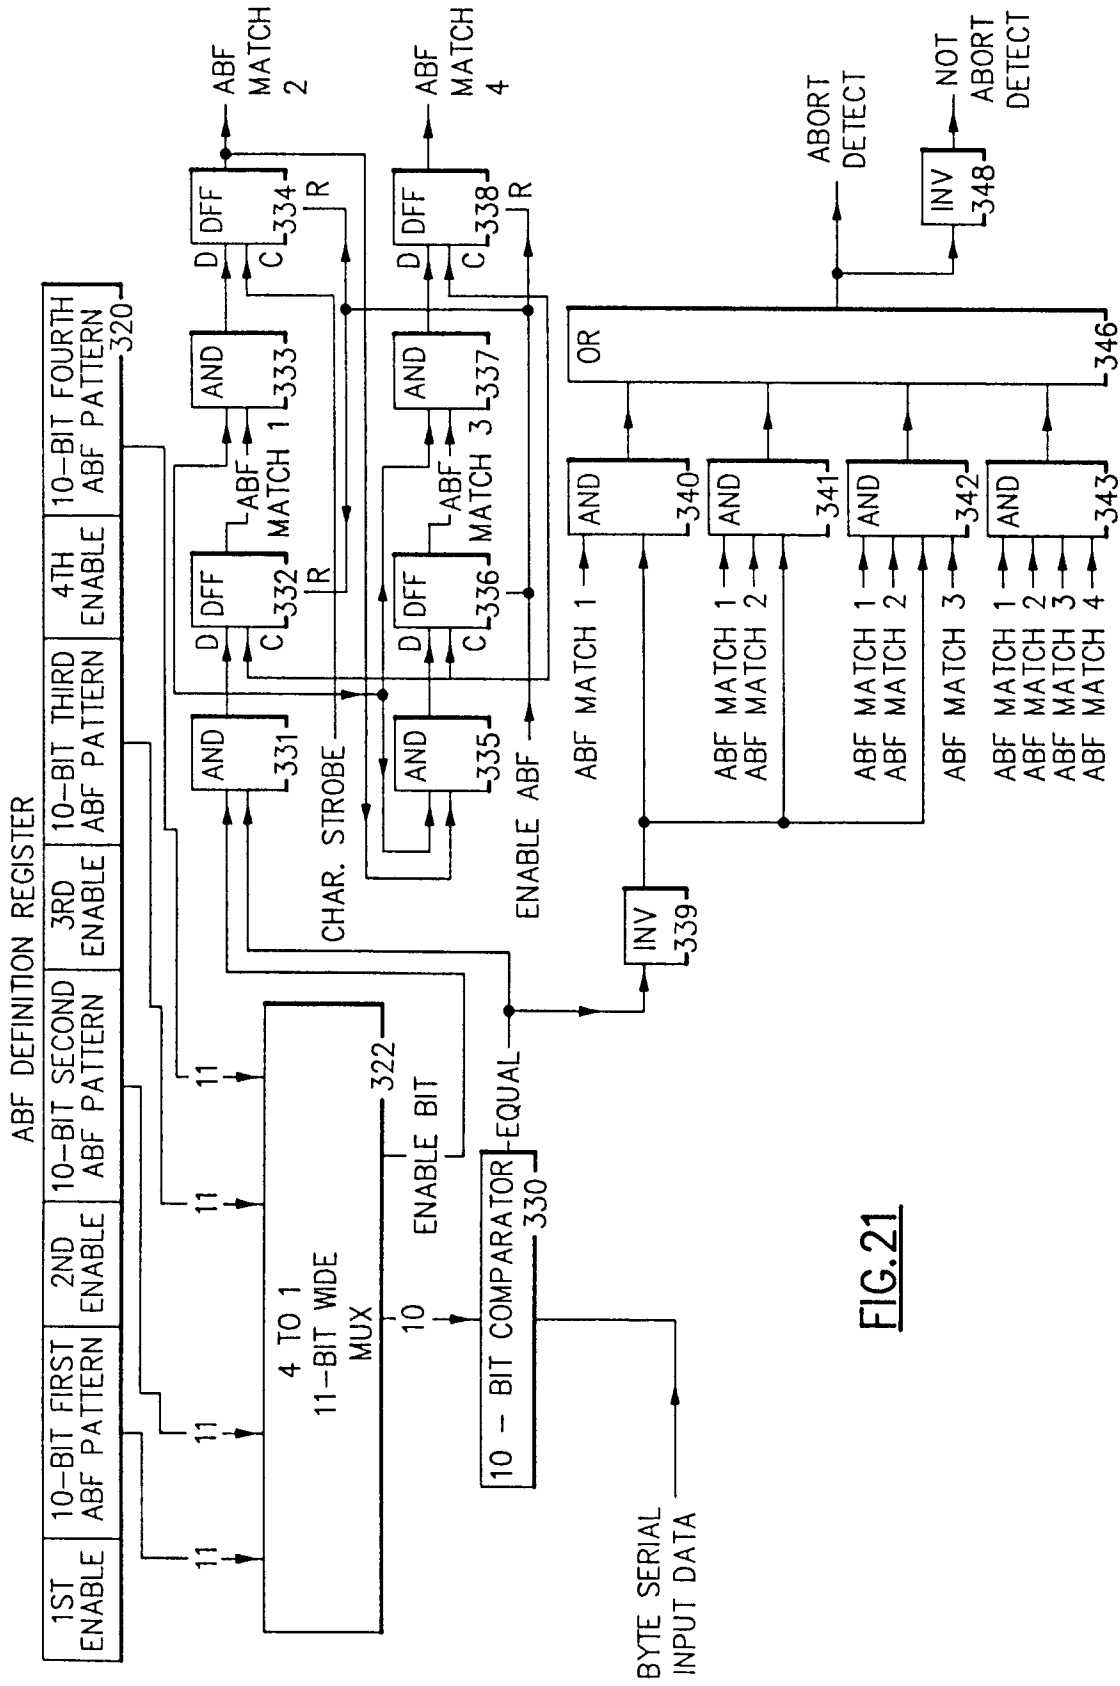 ABF DEFINITION REGISTER
1ST
ENABLE
10-BIT FIRST
ABF PATTERN
2ND
ENABLE
10-BIT SECOND
ABF PATTERN
3RD
ENABLE
10-BIT THIRD
ABF PATTERN
4TH
ENABLE
10-BIT FOURTH
ABF PATTERN
320
11
11
11
11
4 TO 1
11-BIT WIDE
MUX
322
10
ENABLE BIT
10 - BIT COMPARATOR
330
EQUAL
BYTE SERIAL
INPUT DATA
AND
331
D
DFF
C
332
R
ABF
MATCH 1
AND
333
D
DFF
C
334
R
ABF
MATCH
2
CHAR. STROBE
AND
335
D
DFF
C
336
ABF
MATCH 3
AND
337
D
DFF
C
338
R
ABF
MATCH
4
ENABLE ABF
INV
339
ABF MATCH 1
AND
340
ABF MATCH 1
ABF MATCH 2
AND
341
ABF MATCH 1
ABF MATCH 2
ABF MATCH 3
AND
342
ABF MATCH 1
ABF MATCH 2
ABF MATCH 3
ABF MATCH 4
AND
343
OR
346
ABORT
DETECT
INV
348
NOT
ABORT
DETECT
FIG.21